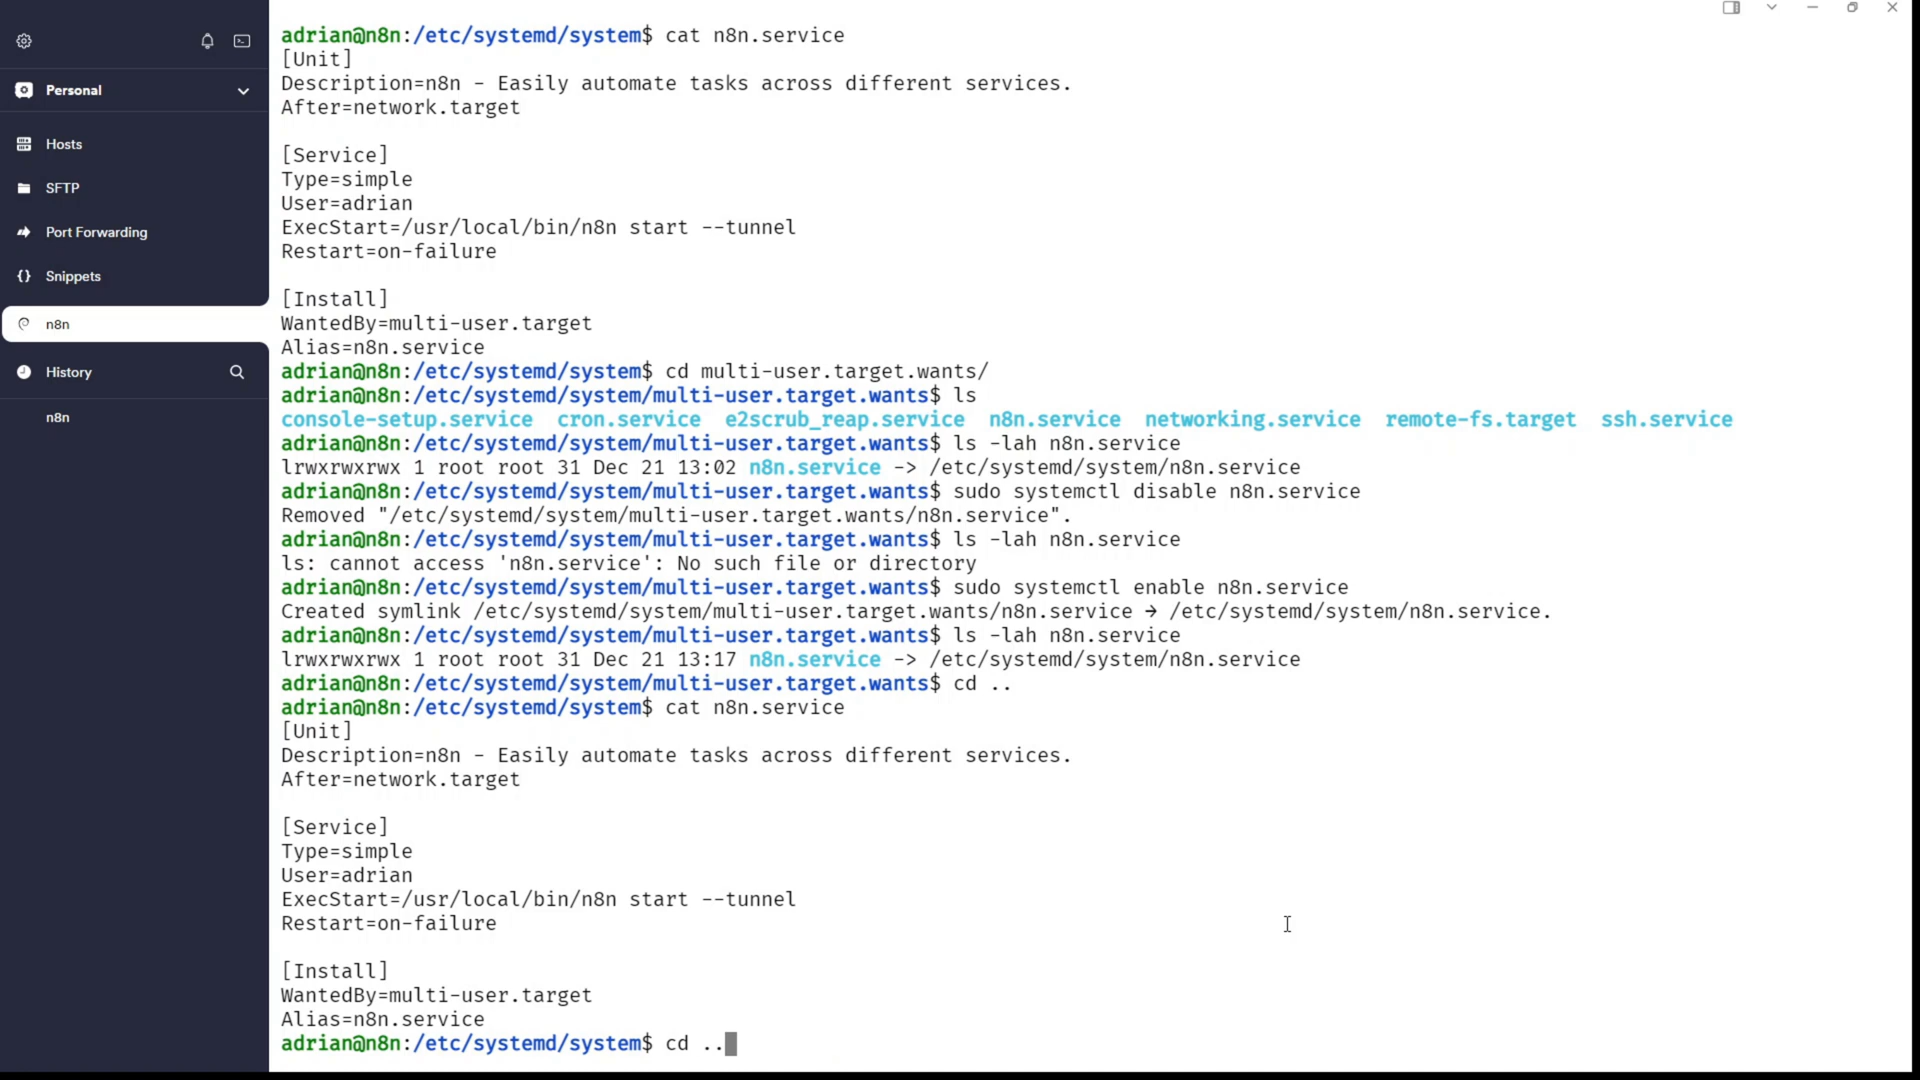 Personal
Hosts
SFTP
Port Forwarding
Snippets
n8n
History
n8n
adrian@n8n:/etc/systemd/system$ cat n8n.service
[Unit]
Description=n8n - Easily automate tasks across different services.
After=network.target
[Service]
Type=simple
User=adrian
ExecStart=/usr/local/bin/n8n start --tunnel
Restart=on-failure
[Install]
WantedBy=multi-user.target
Alias=n8n.service
adrian@n8n:/etc/systemd/system$ cd multi-user.target.wants/
adrian@n8n:/etc/systemd/system/multi-user.target.wants$ ls
console-setup.service  cron.service  e2scrub_reap.service  n8n.service  networking.service  remote-fs.target  ssh.service
adrian@n8n:/etc/systemd/system/multi-user.target.wants$ ls -lah n8n.service
lrwxrwxrwx 1 root root 31 Dec 21 13:02 n8n.service -> /etc/systemd/system/n8n.service
adrian@n8n:/etc/systemd/system/multi-user.target.wants$ sudo systemctl disable n8n.service
Removed "/etc/systemd/system/multi-user.target.wants/n8n.service".
adrian@n8n:/etc/systemd/system/multi-user.target.wants$ ls -lah n8n.service
ls: cannot access 'n8n.service': No such file or directory
adrian@n8n:/etc/systemd/system/multi-user.target.wants$ sudo systemctl enable n8n.service
Created symlink /etc/systemd/system/multi-user.target.wants/n8n.service → /etc/systemd/system/n8n.service.
adrian@n8n:/etc/systemd/system/multi-user.target.wants$ ls -lah n8n.service
lrwxrwxrwx 1 root root 31 Dec 21 13:17 n8n.service -> /etc/systemd/system/n8n.service
adrian@n8n:/etc/systemd/system/multi-user.target.wants$ cd ..
adrian@n8n:/etc/systemd/system$ cat n8n.service
[Unit]
Description=n8n - Easily automate tasks across different services.
After=network.target
[Service]
Type=simple
User=adrian
ExecStart=/usr/local/bin/n8n start --tunnel
Restart=on-failure
[Install]
WantedBy=multi-user.target
Alias=n8n.service
adrian@n8n:/etc/systemd/system$ cd ..